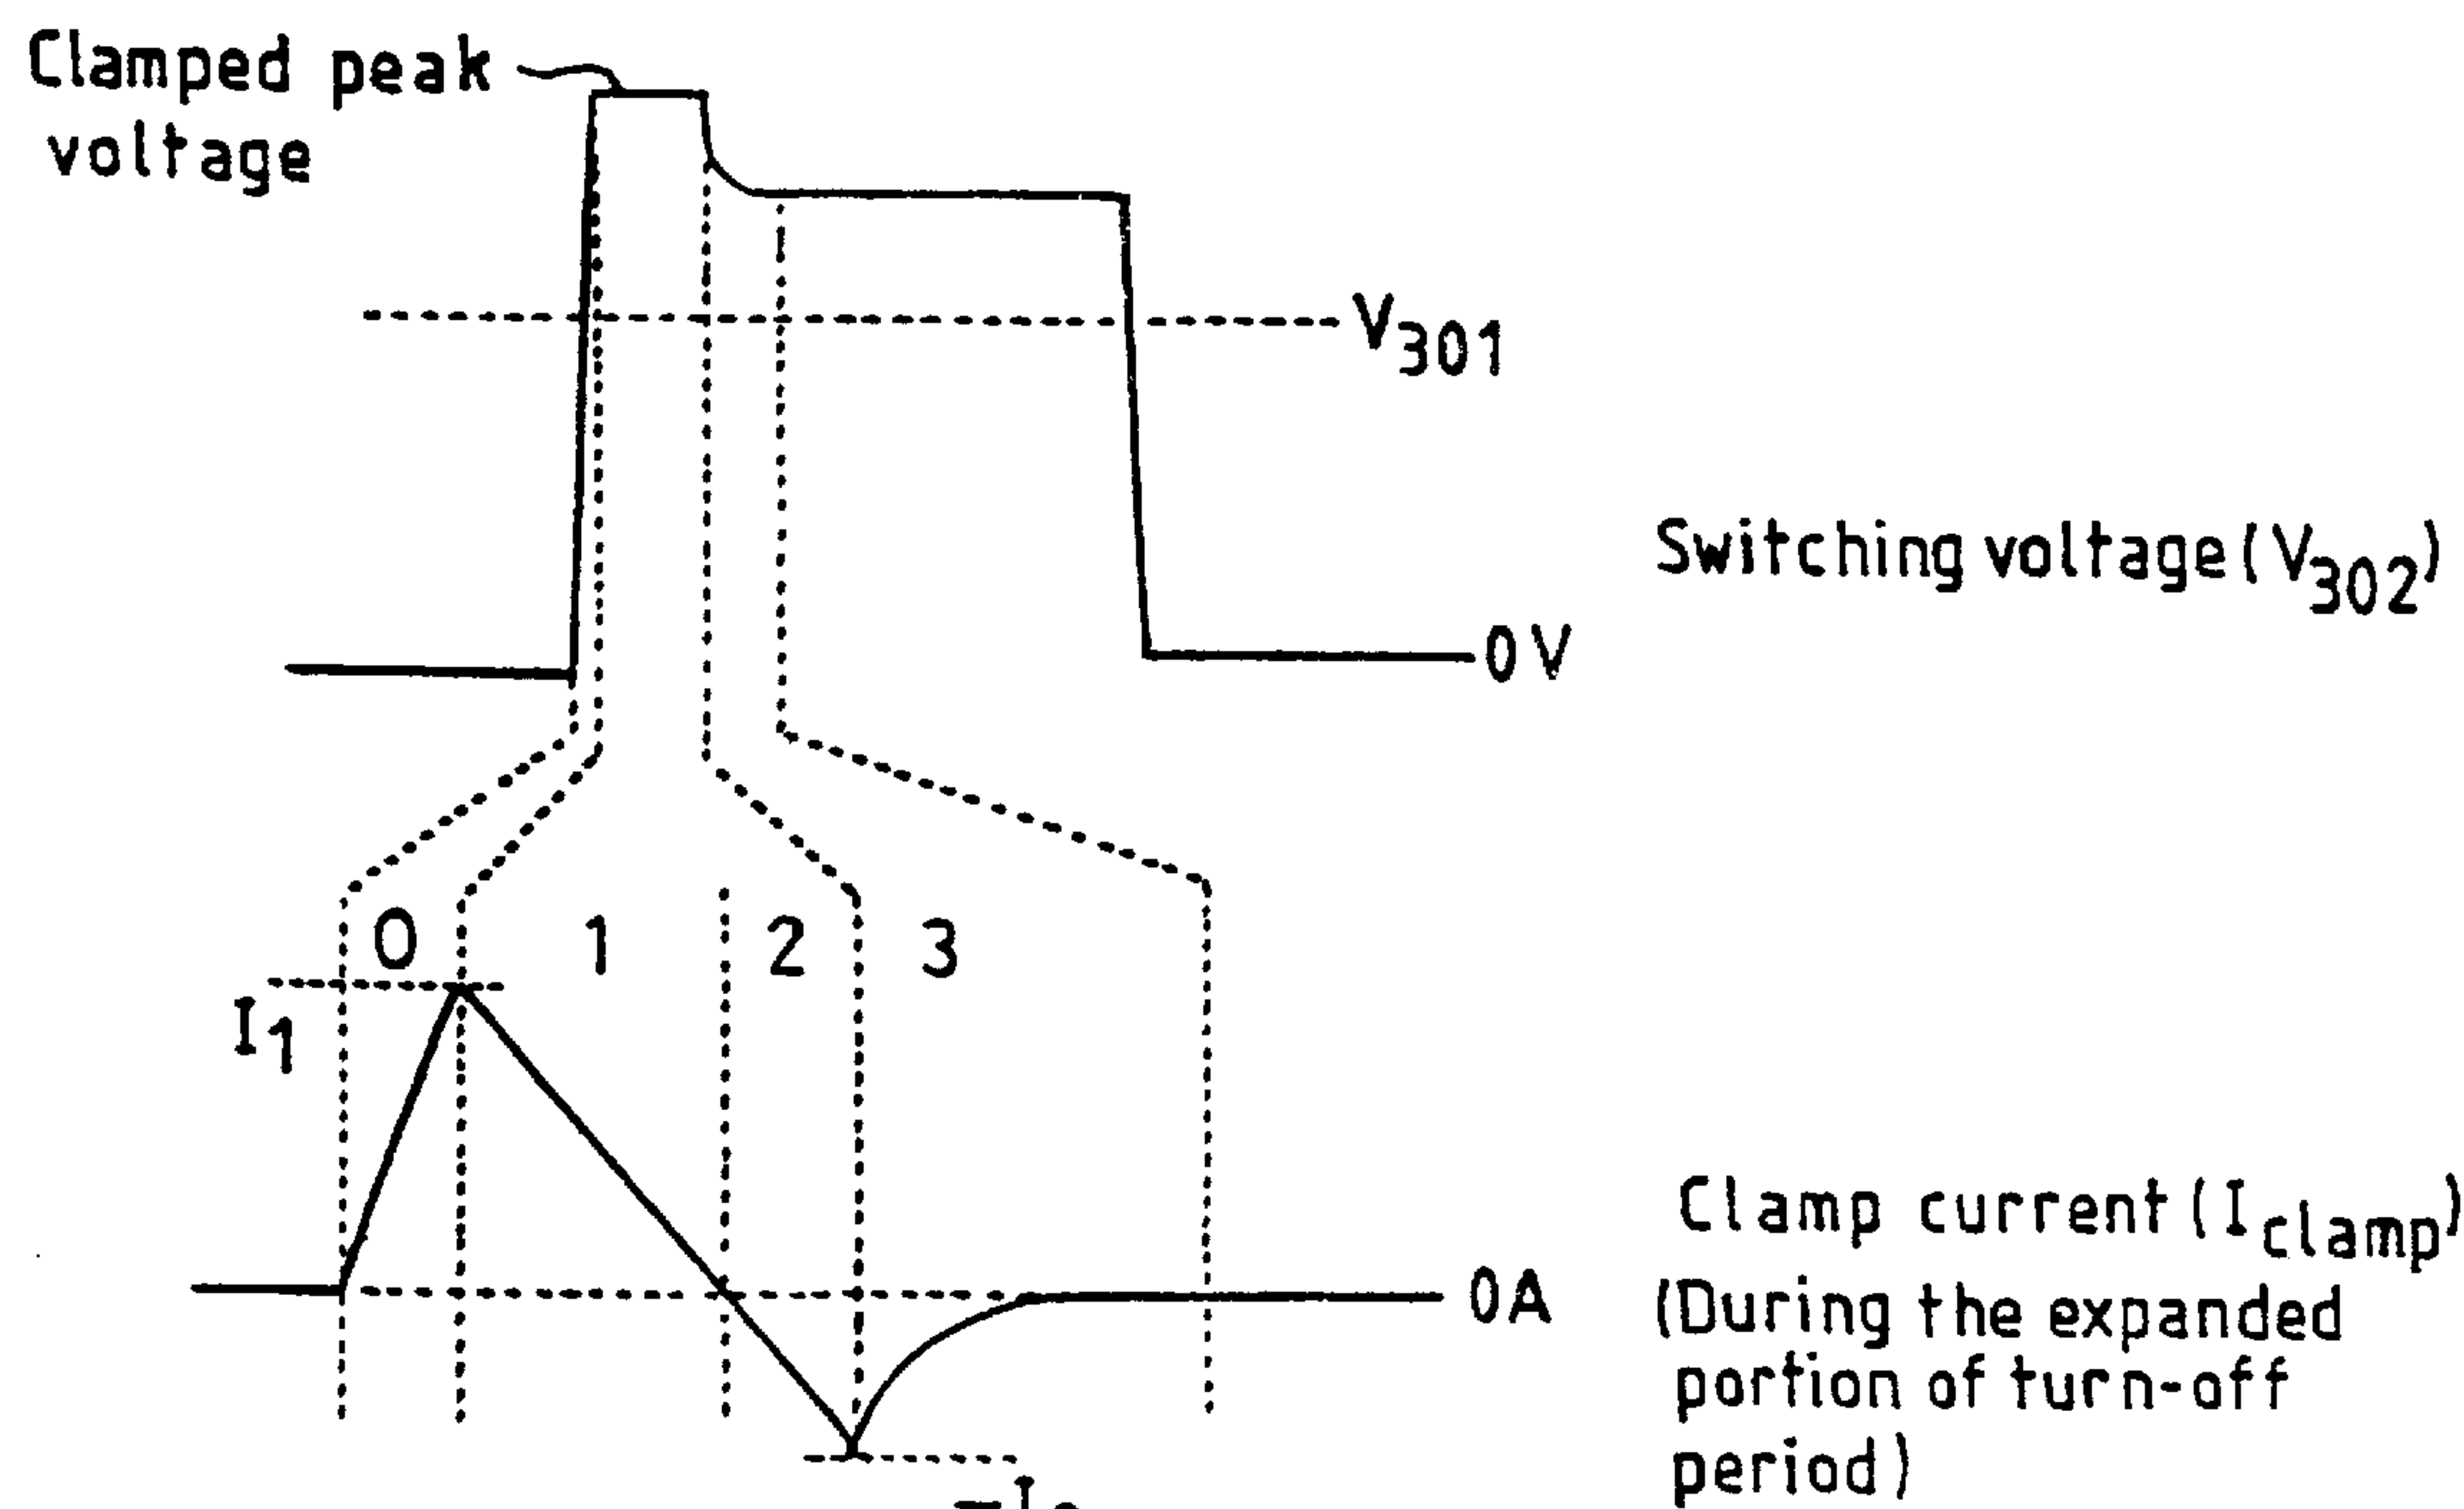 Clamped peak
voltage
V301
Switching voltage (V302)
0V
0 1 2 3
I1
0A
Clamp current (Iclamp)
(During the expanded
portion of turn-off
period)